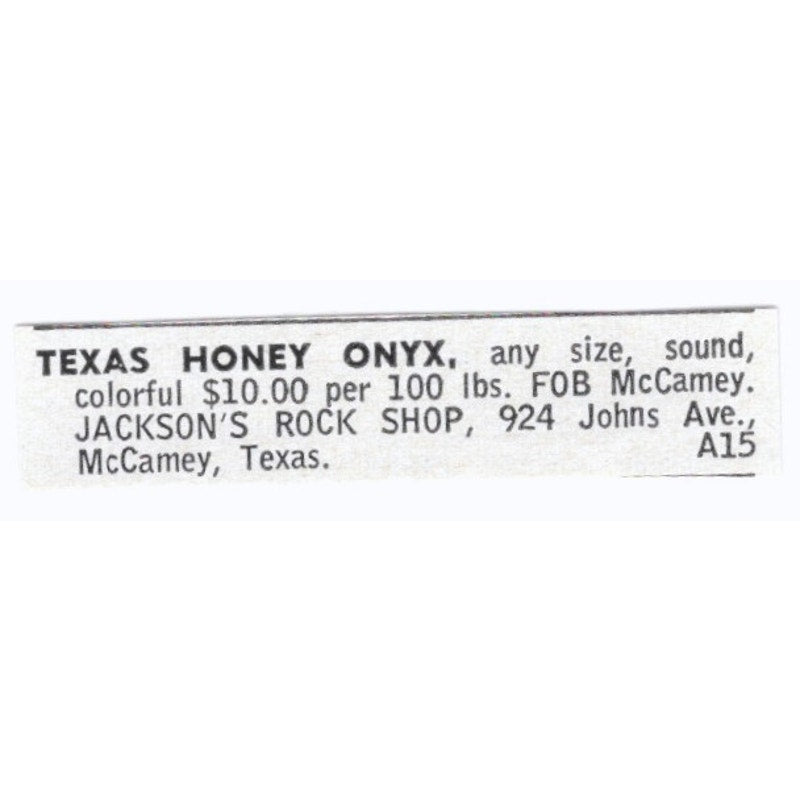 TEXAS HONEY ONYX, any size, sound,
colorful $10.00 per 100 lbs. FOB McCamey.
JACKSON'S ROCK SHOP, 924 Johns Ave.,
McCamey, Texas. A15